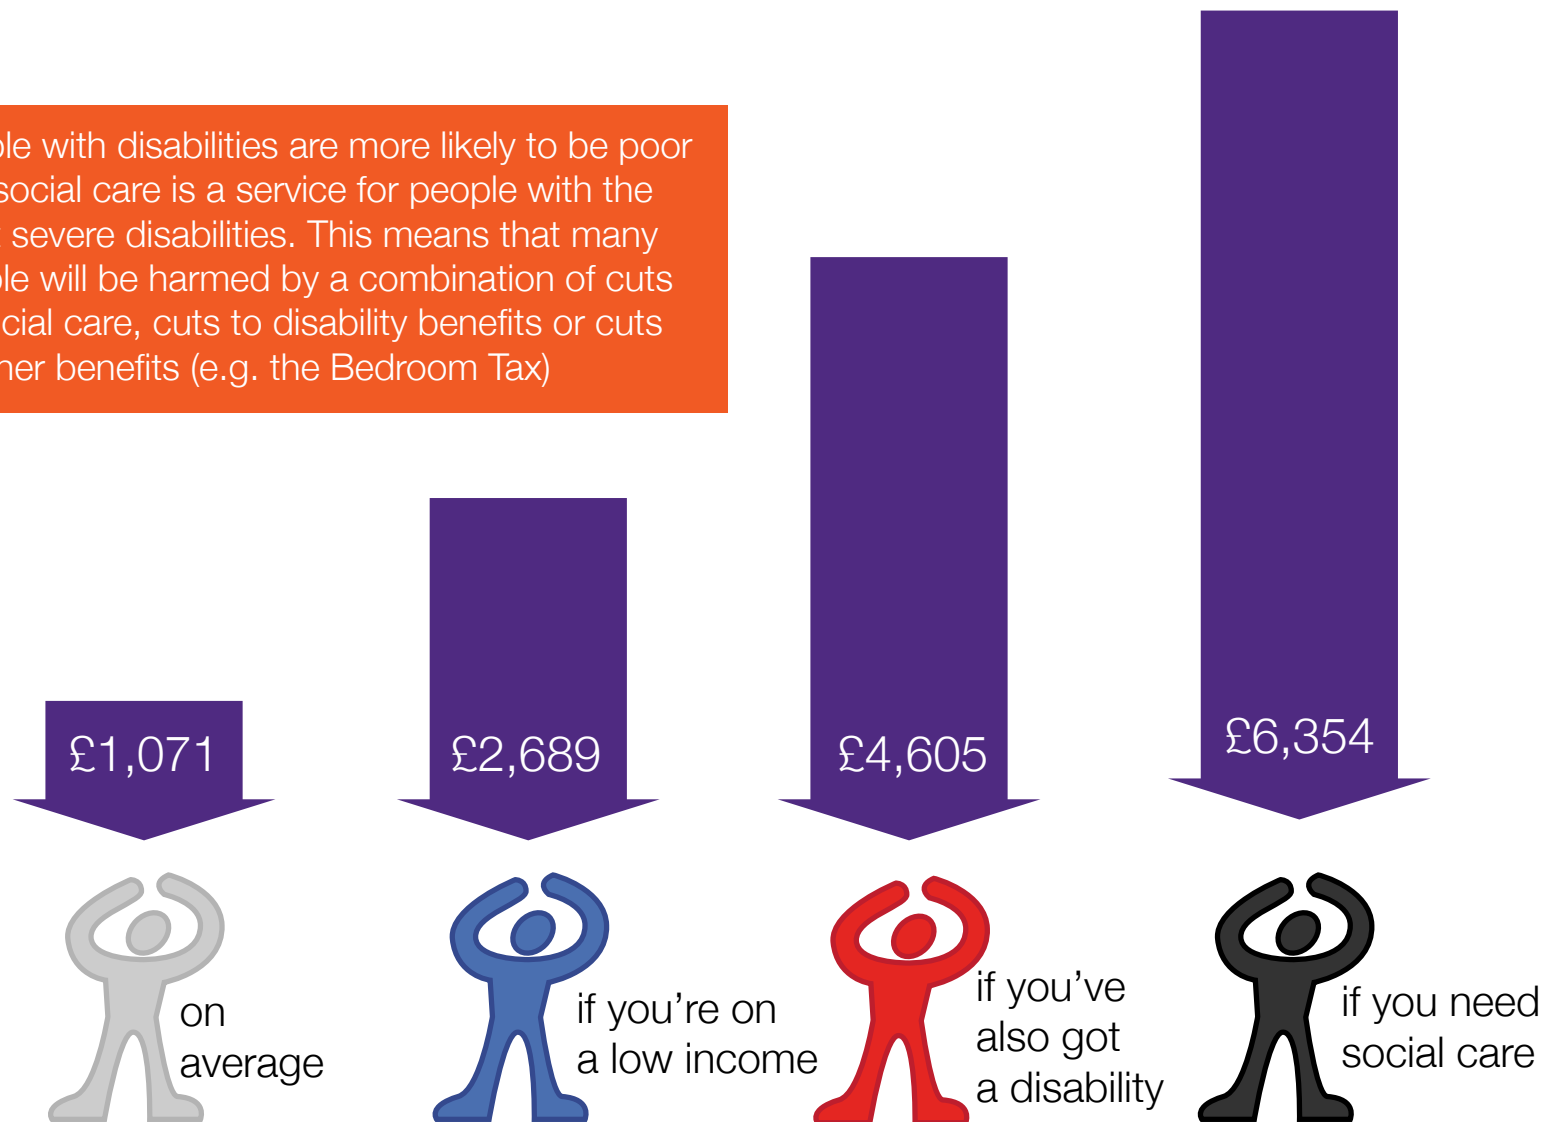 ple with disabilities are more likely to be poor
social care is a service for people with the
t severe disabilities. This means that many
ple will be harmed by a combination of cuts
cial care, cuts to disability benefits or cuts
her benefits (e.g. the Bedroom Tax)
£1,071
£2,689
£4,605
£6,354
on
average
if you're on
a low income
if you've
also got
a disability
if you need
social care